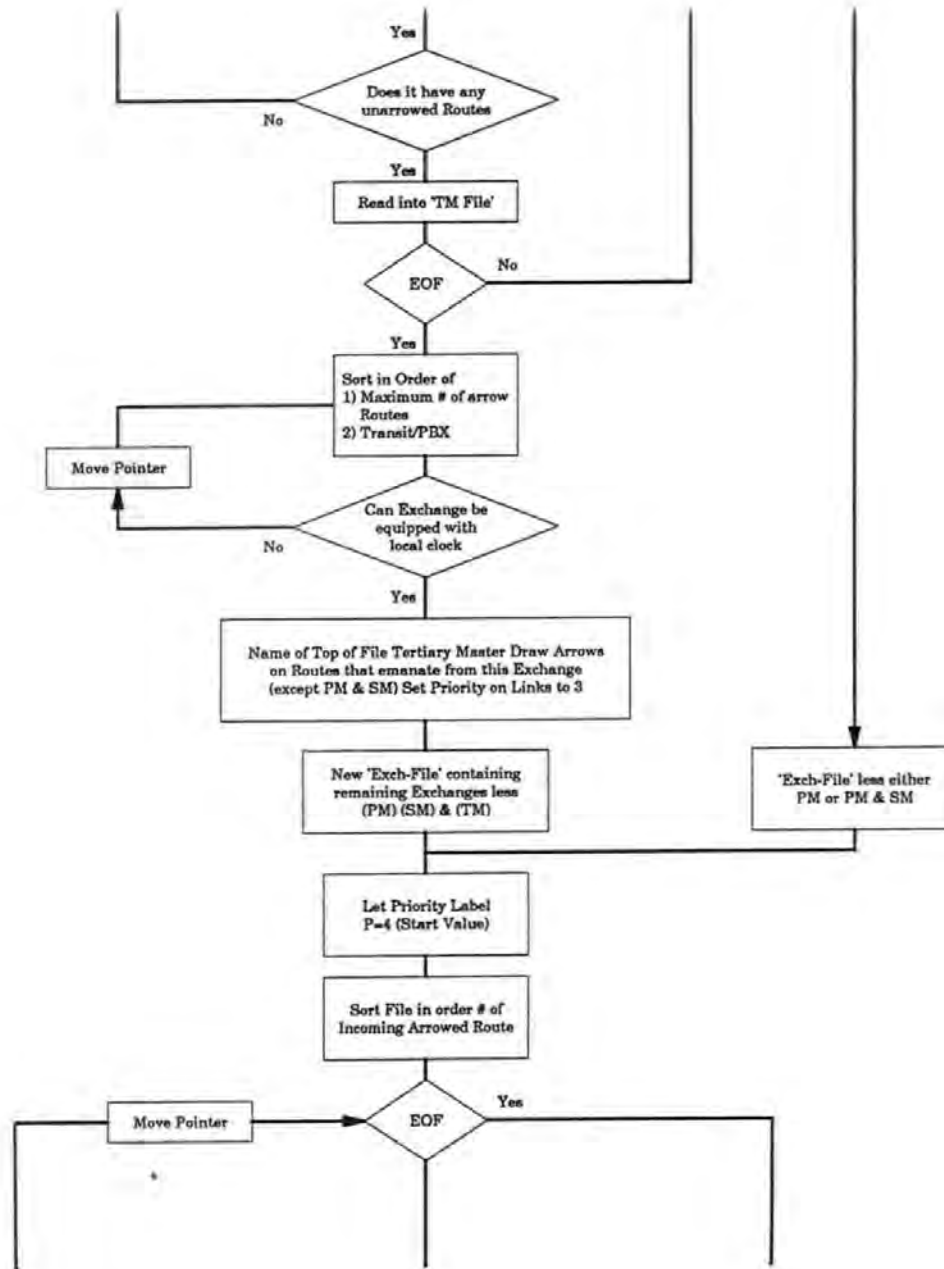 Yes
Does it have any
unarrowed Routes
No
Yes
Read into 'TM File'
EOF
No
Yes
Sort in Order of
1) Maximum # of arrow
Routes
2) Transit/PBX
Move Pointer
Can Exchange be
equipped with
local clock
No
Yes
Name of Top of File Tertiary Master Draw Arrows
on Routes that emanate from this Exchange
(except PM & SM) Set Priority on Links to 3
New 'Exch-File' containing
remaining Exchanges less
(PM) (SM) & (TM)
'Exch-File' less either
PM or PM & SM
Let Priority Label
P=4 (Start Value)
Sort File in order # of
Incoming Arrowed Route
Move Pointer
EOF
Yes